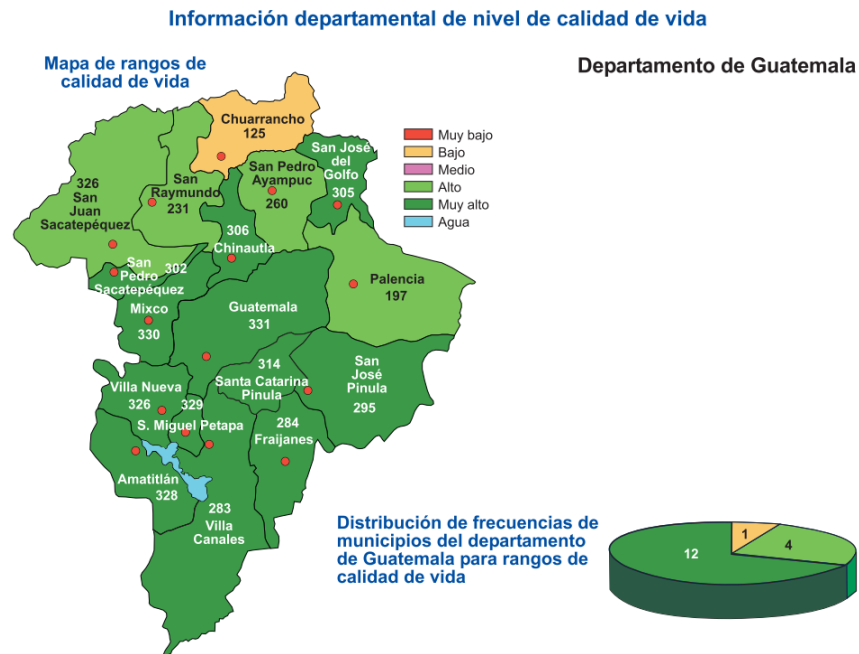 Información departamental de nivel de calidad de vida
Mapa de rangos de
calidad de vida
Departamento de Guatemala
Muy bajo
Bajo
Medio
Alto
Muy alto
Agua
Chuarrancho
125
San José
del
Golfo
305
San Pedro
Ayampuc
260
San
Raymundo
231
326
San
Juan
Sacatepéquez
306
Chinautla
San
Pedro
Sacatepéquez
302
Palencia
197
Mixco
330
Guatemala
331
314
Santa Catarina
Pinula
San
José
Pinula
295
Villa Nueva
326
329
S. Miguel Petapa
284
Fraijanes
Amatitlán
328
283
Villa
Canales
Distribución de frecuencias de
municipios del departamento
de Guatemala para rangos de
calidad de vida
1
4
12